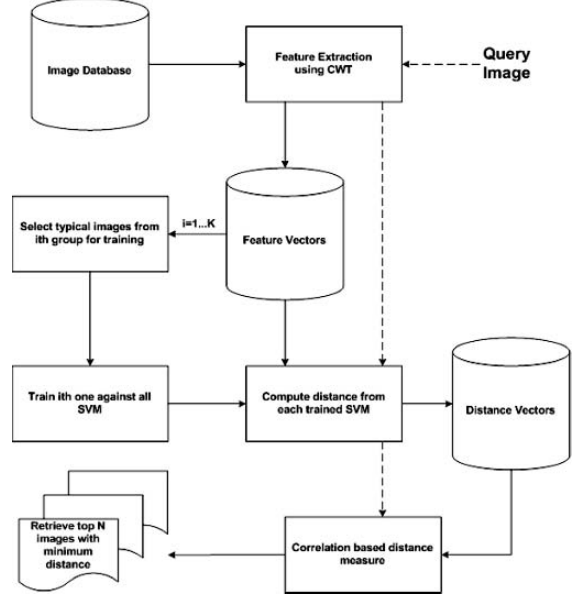 Image Database
Feature Extraction
using CWT
Query
Image
Select typical images from
ith group for training
i=1...K
Feature Vectors
Train ith one against all
SVM
Compute distance from
each trained SVM
Distance Vectors
Retrieve top N
images with
minimum
distance
Correlation based distance
measure